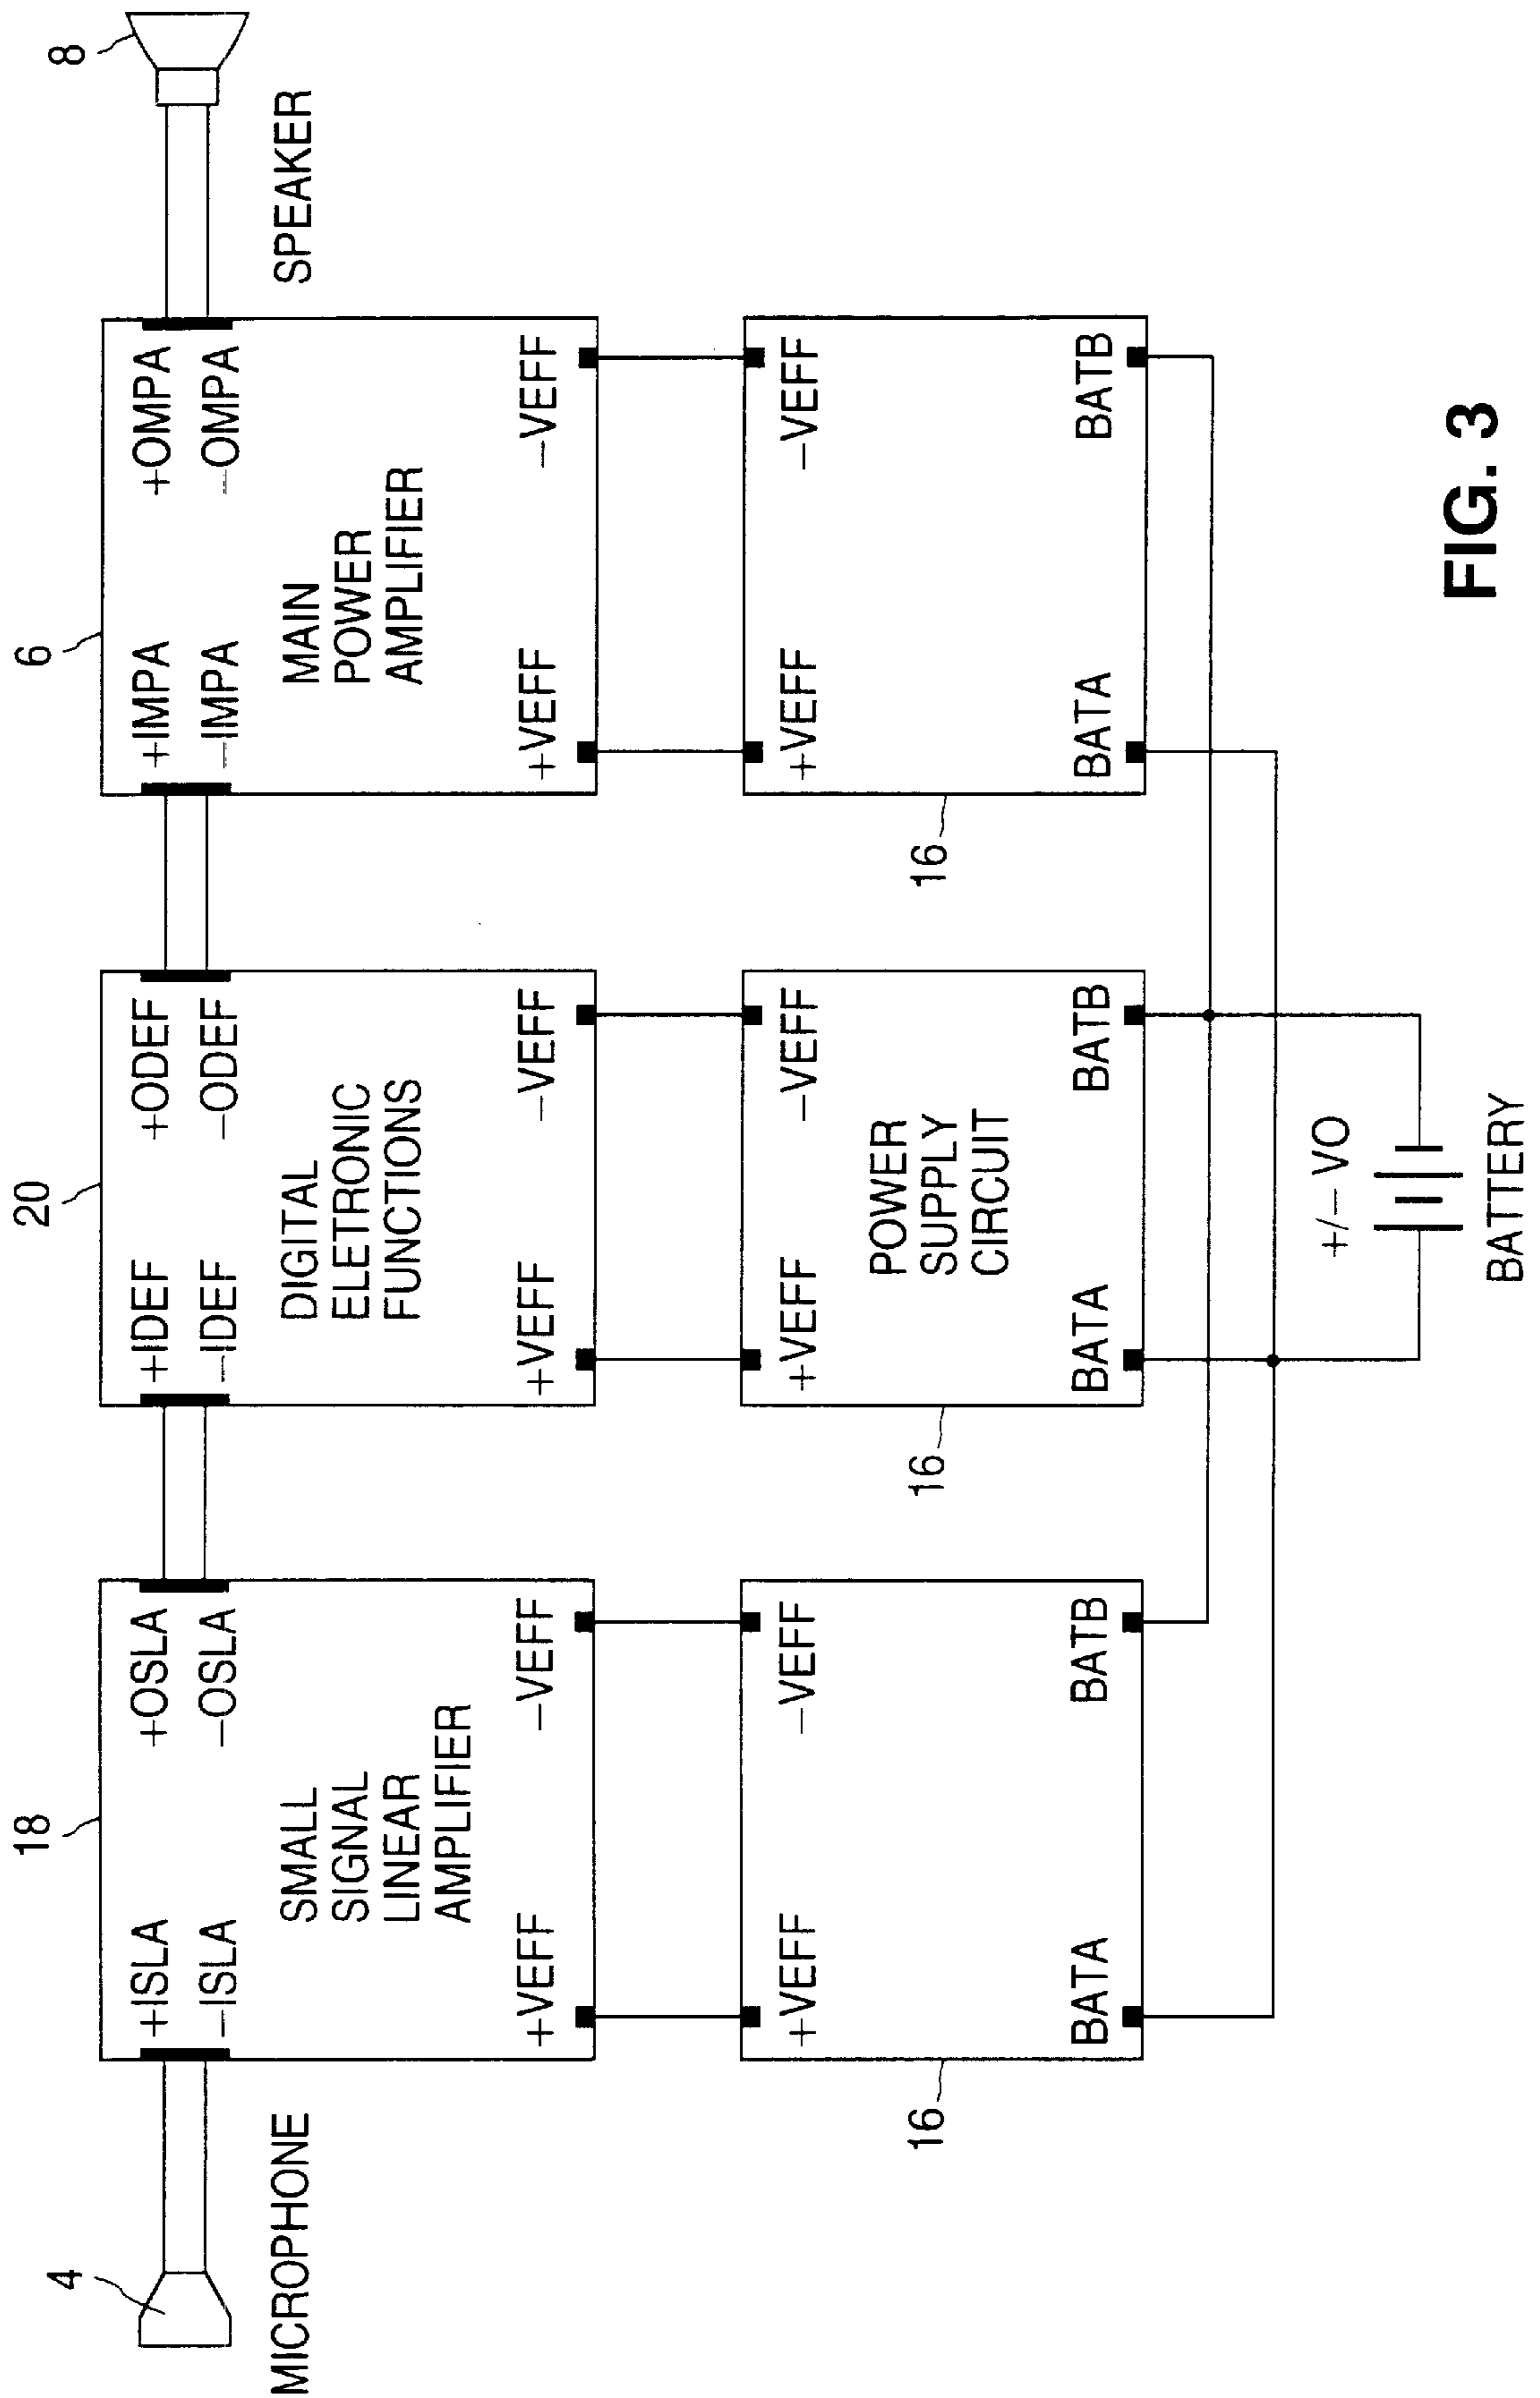 4
MICROPHONE
18
+ISLA
−ISLA
+OSLA
−OSLA
SMALL
SIGNAL
LINEAR
AMPLIFIER
+VEFF
−VEFF
20
+IDEF
−IDEF
+ODEF
−ODEF
DIGITAL
ELETRONIC
FUNCTIONS
+VEFF
−VEFF
6
+IMPA
−IMPA
+OMPA
−OMPA
MAIN
POWER
AMPLIFIER
+VEFF
−VEFF
8
SPEAKER
16
+VEFF
−VEFF
BATA
BATB
16
+VEFF
−VEFF
POWER
SUPPLY
CIRCUIT
BATA
BATB
16
+VEFF
−VEFF
BATA
BATB
+/− VO
BATTERY
FIG. 3